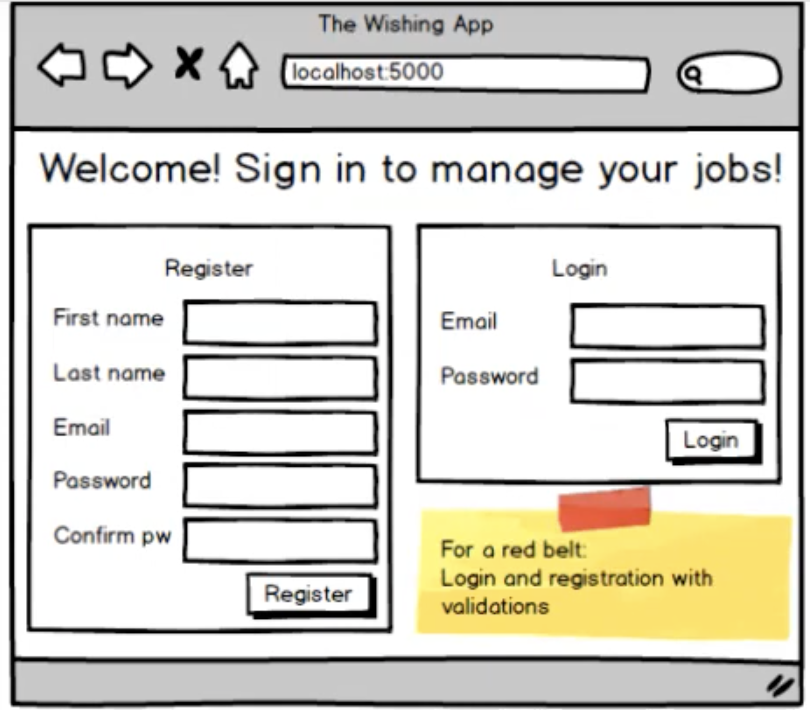 The Wishing App
localhost:5000
Welcome! Sign in to manage your jobs!
Register
First name
Last name
Email
Password
Confirm pw
Register
Login
Email
Password
Login
For a red belt:
Login and registration with
validations